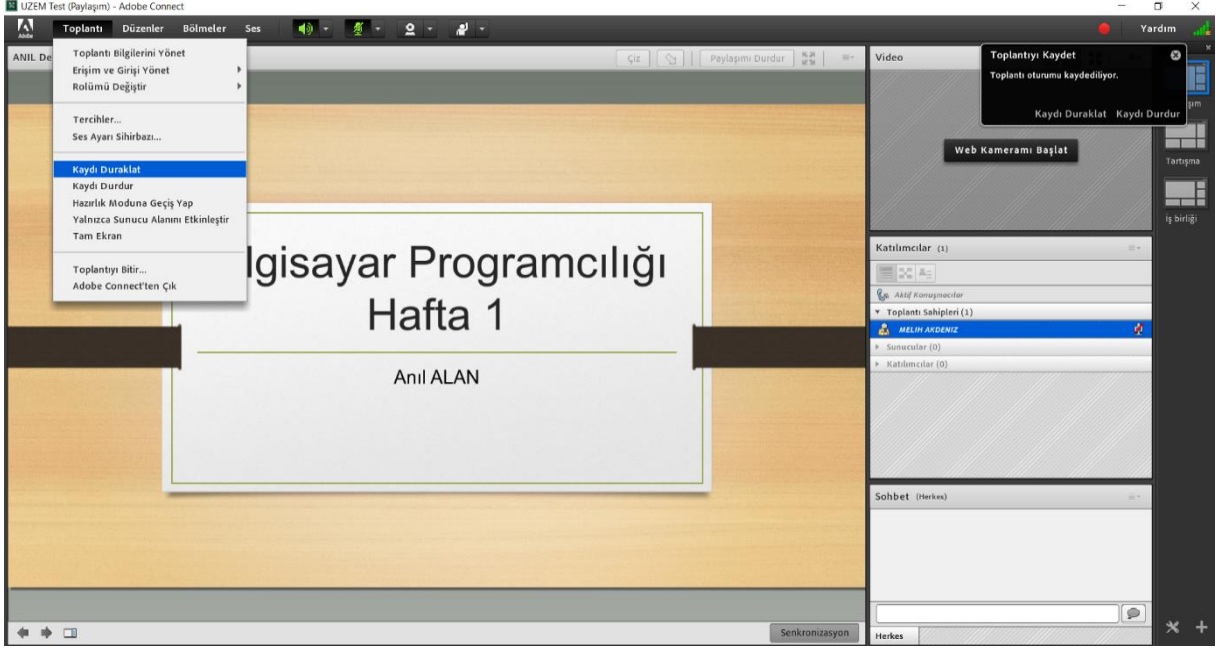 UZEM Test (Paylaşım) - Adobe Connect
Adobe
Toplantı Düzenler Bölmeler Ses
Yardım
ANIL De
Çiz
Paylaşımı Durdur
Toplantı Bilgilerini Yönet
Erişim ve Girişi Yönet
Rolümü Değiştir
Tercihler...
Ses Ayarı Sihirbazı...
Kaydı Duraklat
Kaydı Durdur
Hazırlık Moduna Geçiş Yap
Yalnızca Sunucu Alanını Etkinleştir
Tam Ekran
Toplantıyı Bitir...
Adobe Connect'ten Çık
lgisayar Programcılığı
Hafta 1
Anıl ALAN
Senkronizasyon
Video
Toplantıyı Kaydet
Toplantı oturumu kaydediliyor.
Kaydı Duraklat Kaydı Durdur
Web Kameramı Başlat
Katılımcılar (1)
Aktif Konuşmacılar
Toplantı Sahipleri (1)
MELIH AKDENIZ
Sunucular (0)
Katılımcılar (0)
Sohbet (Herkes)
Herkes
şım
Tartışma
İş birliği